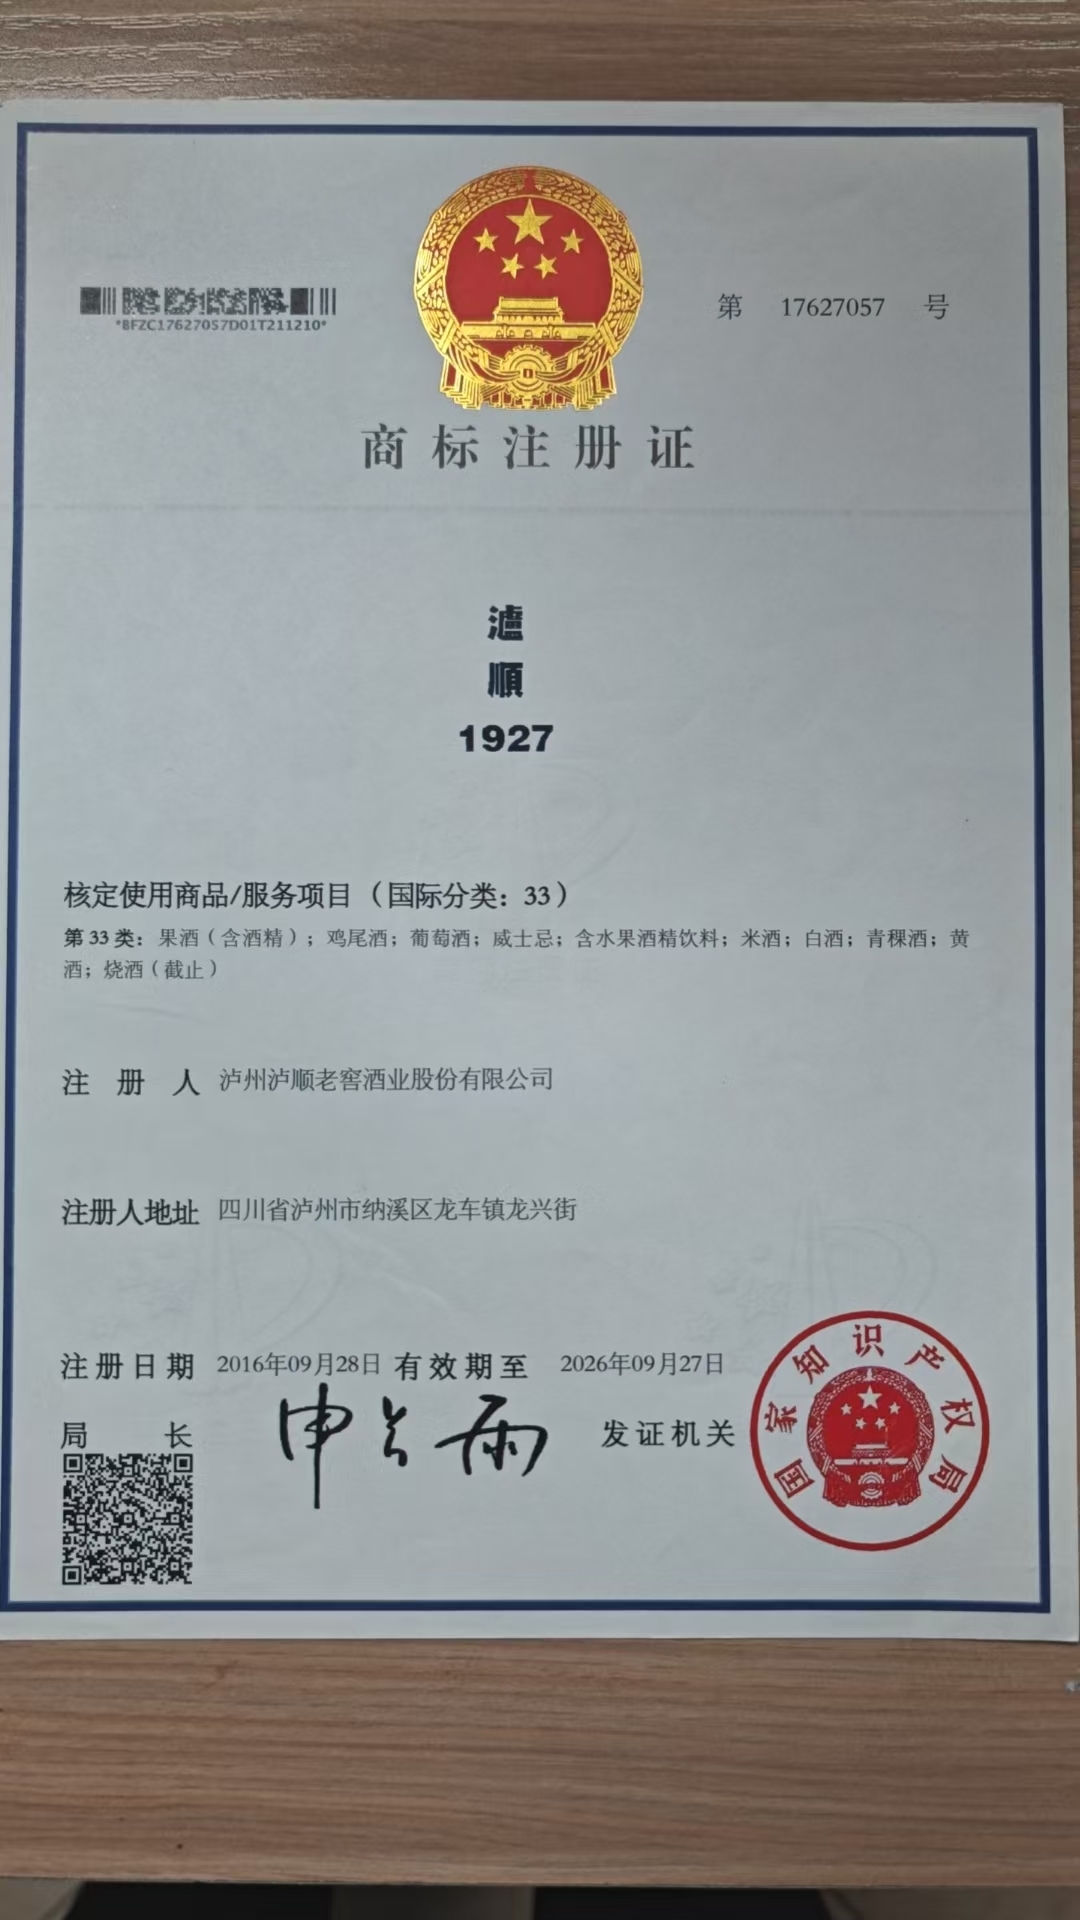 *BFZC17627057D01T211210*
第 17627057 号
商标注册证
瀘
順
1927
核定使用商品/服务项目（国际分类：33）
第33类：果酒（含酒精）；鸡尾酒；葡萄酒；威士忌；含水果酒精饮料；米酒；白酒；青稞酒；黄
酒；烧酒（截止）
注册人 泸州泸顺老窖酒业股份有限公司
注册人地址 四川省泸州市纳溪区龙车镇龙兴街
注册日期 2016年09月28日 有效期至 2026年09月27日
局长 申长雨 发证机关
国家知识产权局